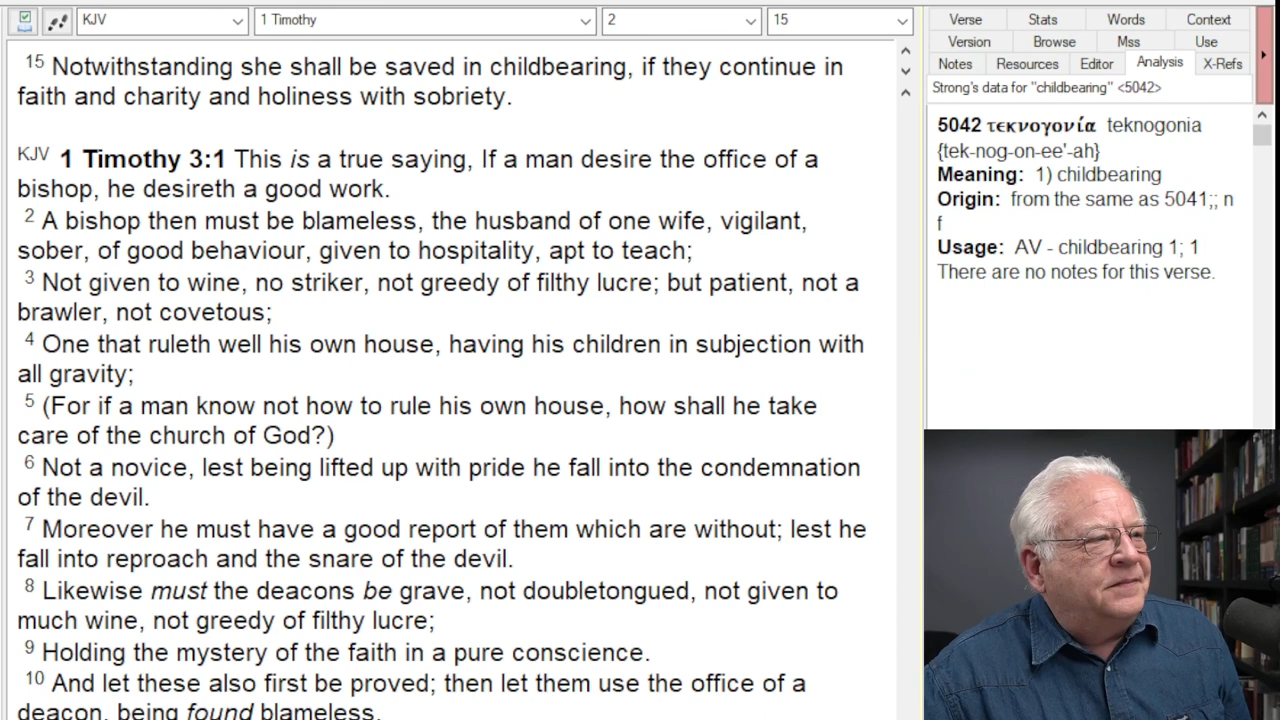 KJV 1 Timothy 2 15
15 Notwithstanding she shall be saved in childbearing, if they continue in
faith and charity and holiness with sobriety.
KJV 1 Timothy 3:1 This is a true saying, If a man desire the office of a
bishop, he desireth a good work.
2 A bishop then must be blameless, the husband of one wife, vigilant,
sober, of good behaviour, given to hospitality, apt to teach;
3 Not given to wine, no striker, not greedy of filthy lucre; but patient, not a
brawler, not covetous;
4 One that ruleth well his own house, having his children in subjection with
all gravity;
5 (For if a man know not how to rule his own house, how shall he take
care of the church of God?)
6 Not a novice, lest being lifted up with pride he fall into the condemnation
of the devil.
7 Moreover he must have a good report of them which are without; lest he
fall into reproach and the snare of the devil.
8 Likewise must the deacons be grave, not doubletongued, not given to
much wine, not greedy of filthy lucre;
9 Holding the mystery of the faith in a pure conscience.
10 And let these also first be proved; then let them use the office of a
deacon, being found blameless.
Verse Stats Words Context
Version Browse Mss Use
Notes Resources Editor Analysis X-Refs
Strong's data for "childbearing" <5042>
5042 τεκνογονία teknogonia
{tek-nog-on-ee'-ah}
Meaning: 1) childbearing
Origin: from the same as 5041;; n
f
Usage: AV - childbearing 1; 1
There are no notes for this verse.